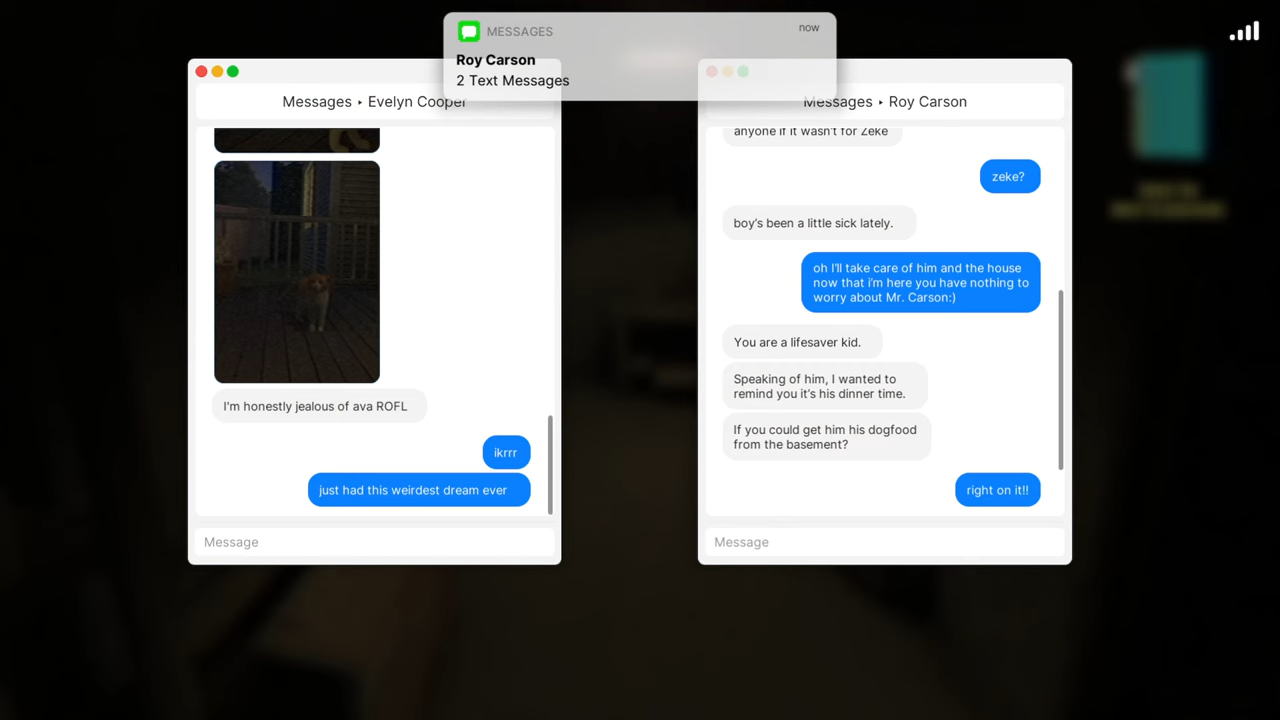 MESSAGES
now
Roy Carson
2 Text Messages
Messages ▸ Evelyn Cooper
I'm honestly jealous of ava ROFL
ikrrr
just had this weirdest dream ever
Message
Messages ▸ Roy Carson
anyone if it wasn't for Zeke
zeke?
boy's been a little sick lately.
oh I'll take care of him and the house
now that i'm here you have nothing to
worry about Mr. Carson:)
You are a lifesaver kid.
Speaking of him, I wanted to
remind you it's his dinner time.
If you could get him his dogfood
from the basement?
right on it!!
Message